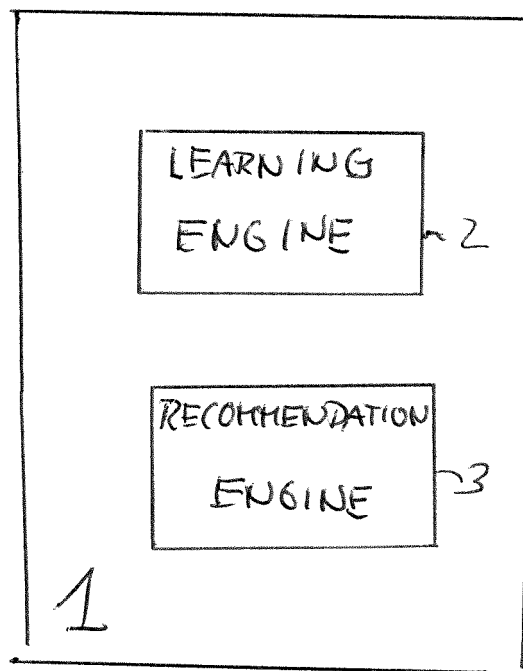 LEARNING
ENGINE
2
RECOMMENDATION
ENGINE
3
1